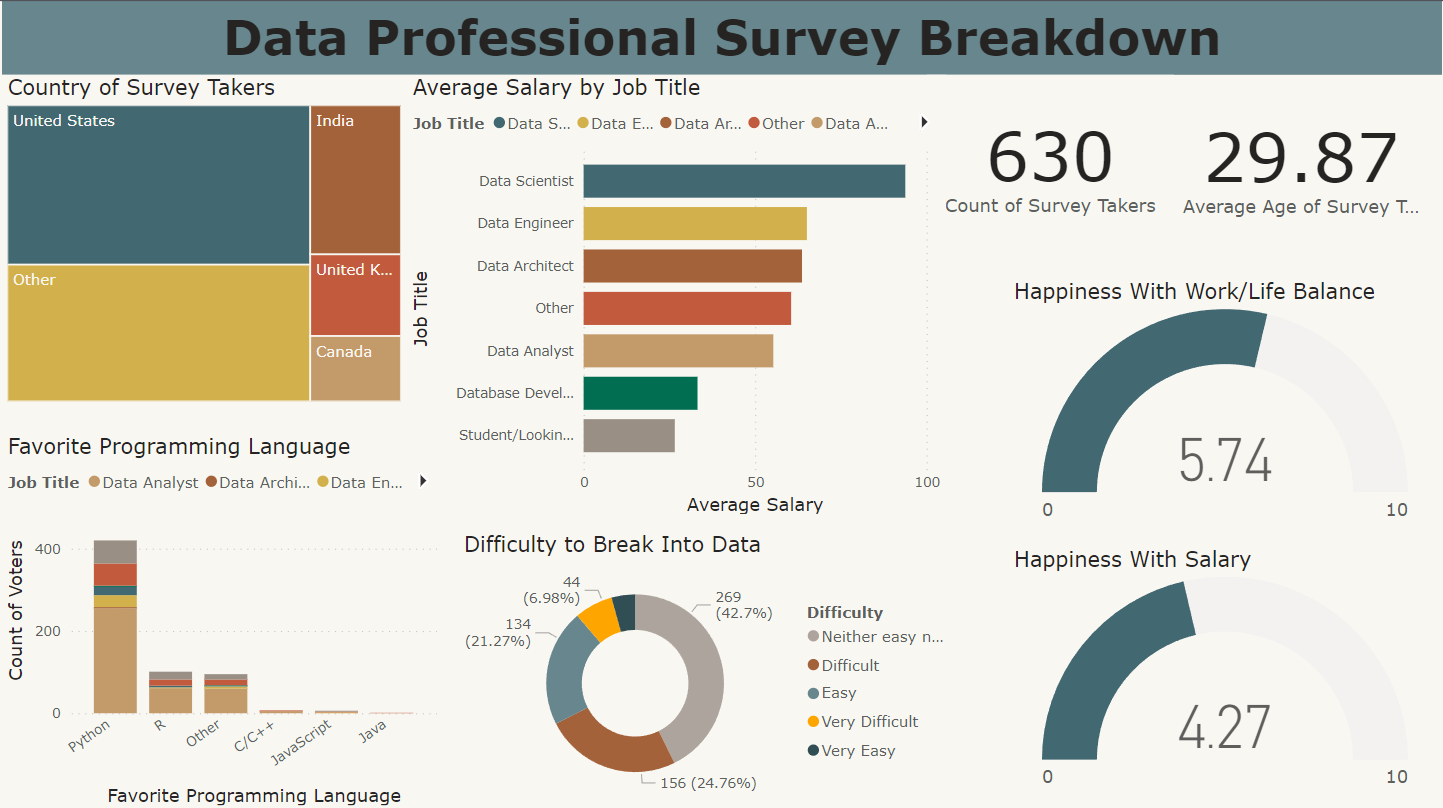 Data Professional Survey Breakdown
Country of Survey Takers
United States
India
Other
United K...
Canada
Average Salary by Job Title
Job Title Data S... Data E... Data Ar... Other Data A...
Job Title
Data Scientist
Data Engineer
Data Architect
Other
Data Analyst
Database Devel...
Student/Lookin...
0 50 100
Average Salary
630
Count of Survey Takers
29.87
Average Age of Survey T...
Happiness With Work/Life Balance
5.74
0 10
Favorite Programming Language
Job Title Data Analyst Data Archi... Data En...
Count of Voters
400
200
0
Python R Other C/C++ JavaScript Java
Favorite Programming Language
Difficulty to Break Into Data
44
(6.98%)
269
(42.7%)
134
(21.27%)
156 (24.76%)
Difficulty
Neither easy n...
Difficult
Easy
Very Difficult
Very Easy
Happiness With Salary
4.27
0 10